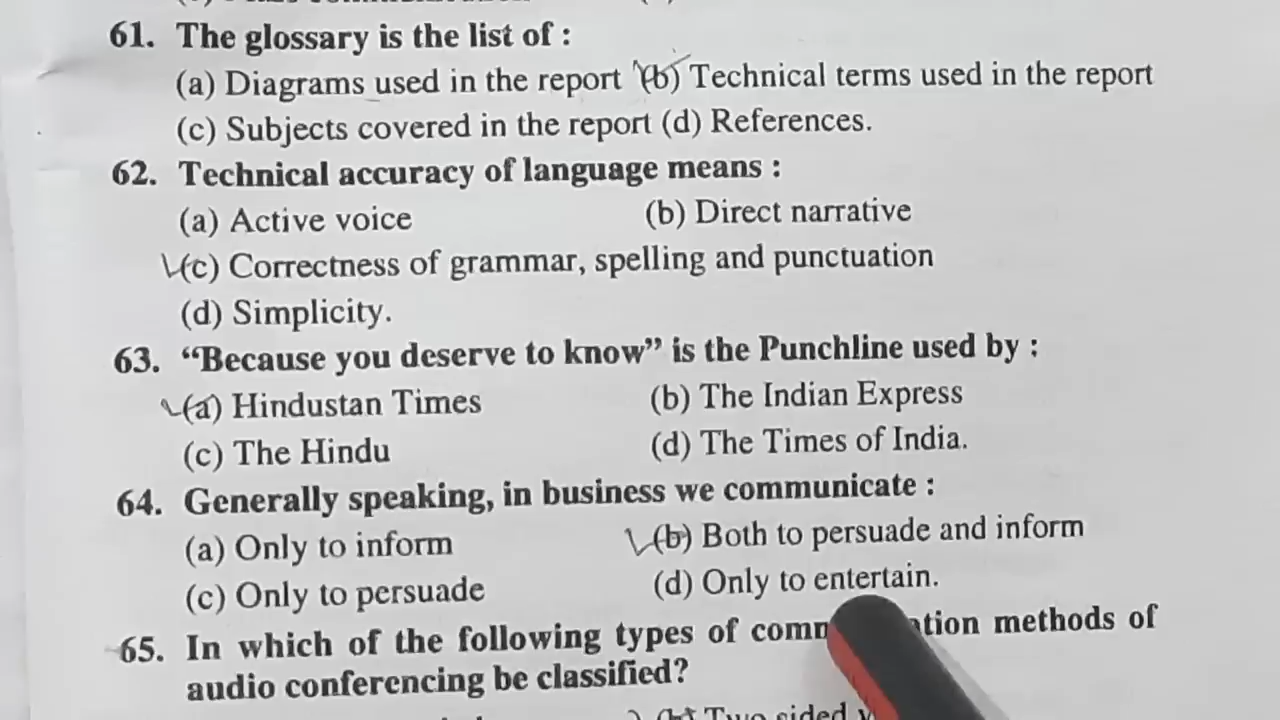 61. The glossary is the list of :
(a) Diagrams used in the report (b) Technical terms used in the report
(c) Subjects covered in the report (d) References.
62. Technical accuracy of language means :
(a) Active voice (b) Direct narrative
(c) Correctness of grammar, spelling and punctuation
(d) Simplicity.
63. “Because you deserve to know” is the Punchline used by :
(a) Hindustan Times (b) The Indian Express
(c) The Hindu (d) The Times of India.
64. Generally speaking, in business we communicate :
(a) Only to inform (b) Both to persuade and inform
(c) Only to persuade (d) Only to entertain.
65. In which of the following types of methods of
audio conferencing be classified?
Two sided